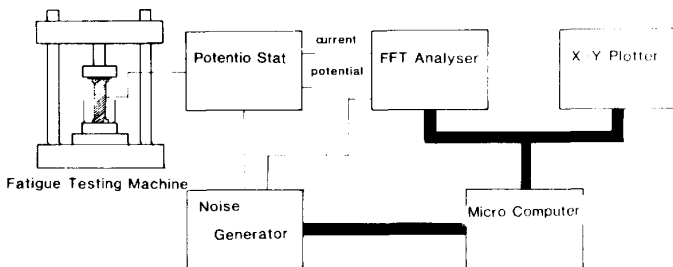 current
Potentio Stat
FFT Analyser
X-Y Plotter
potential
Fatigue Testing Machine
Noise
Generator
Micro Computer